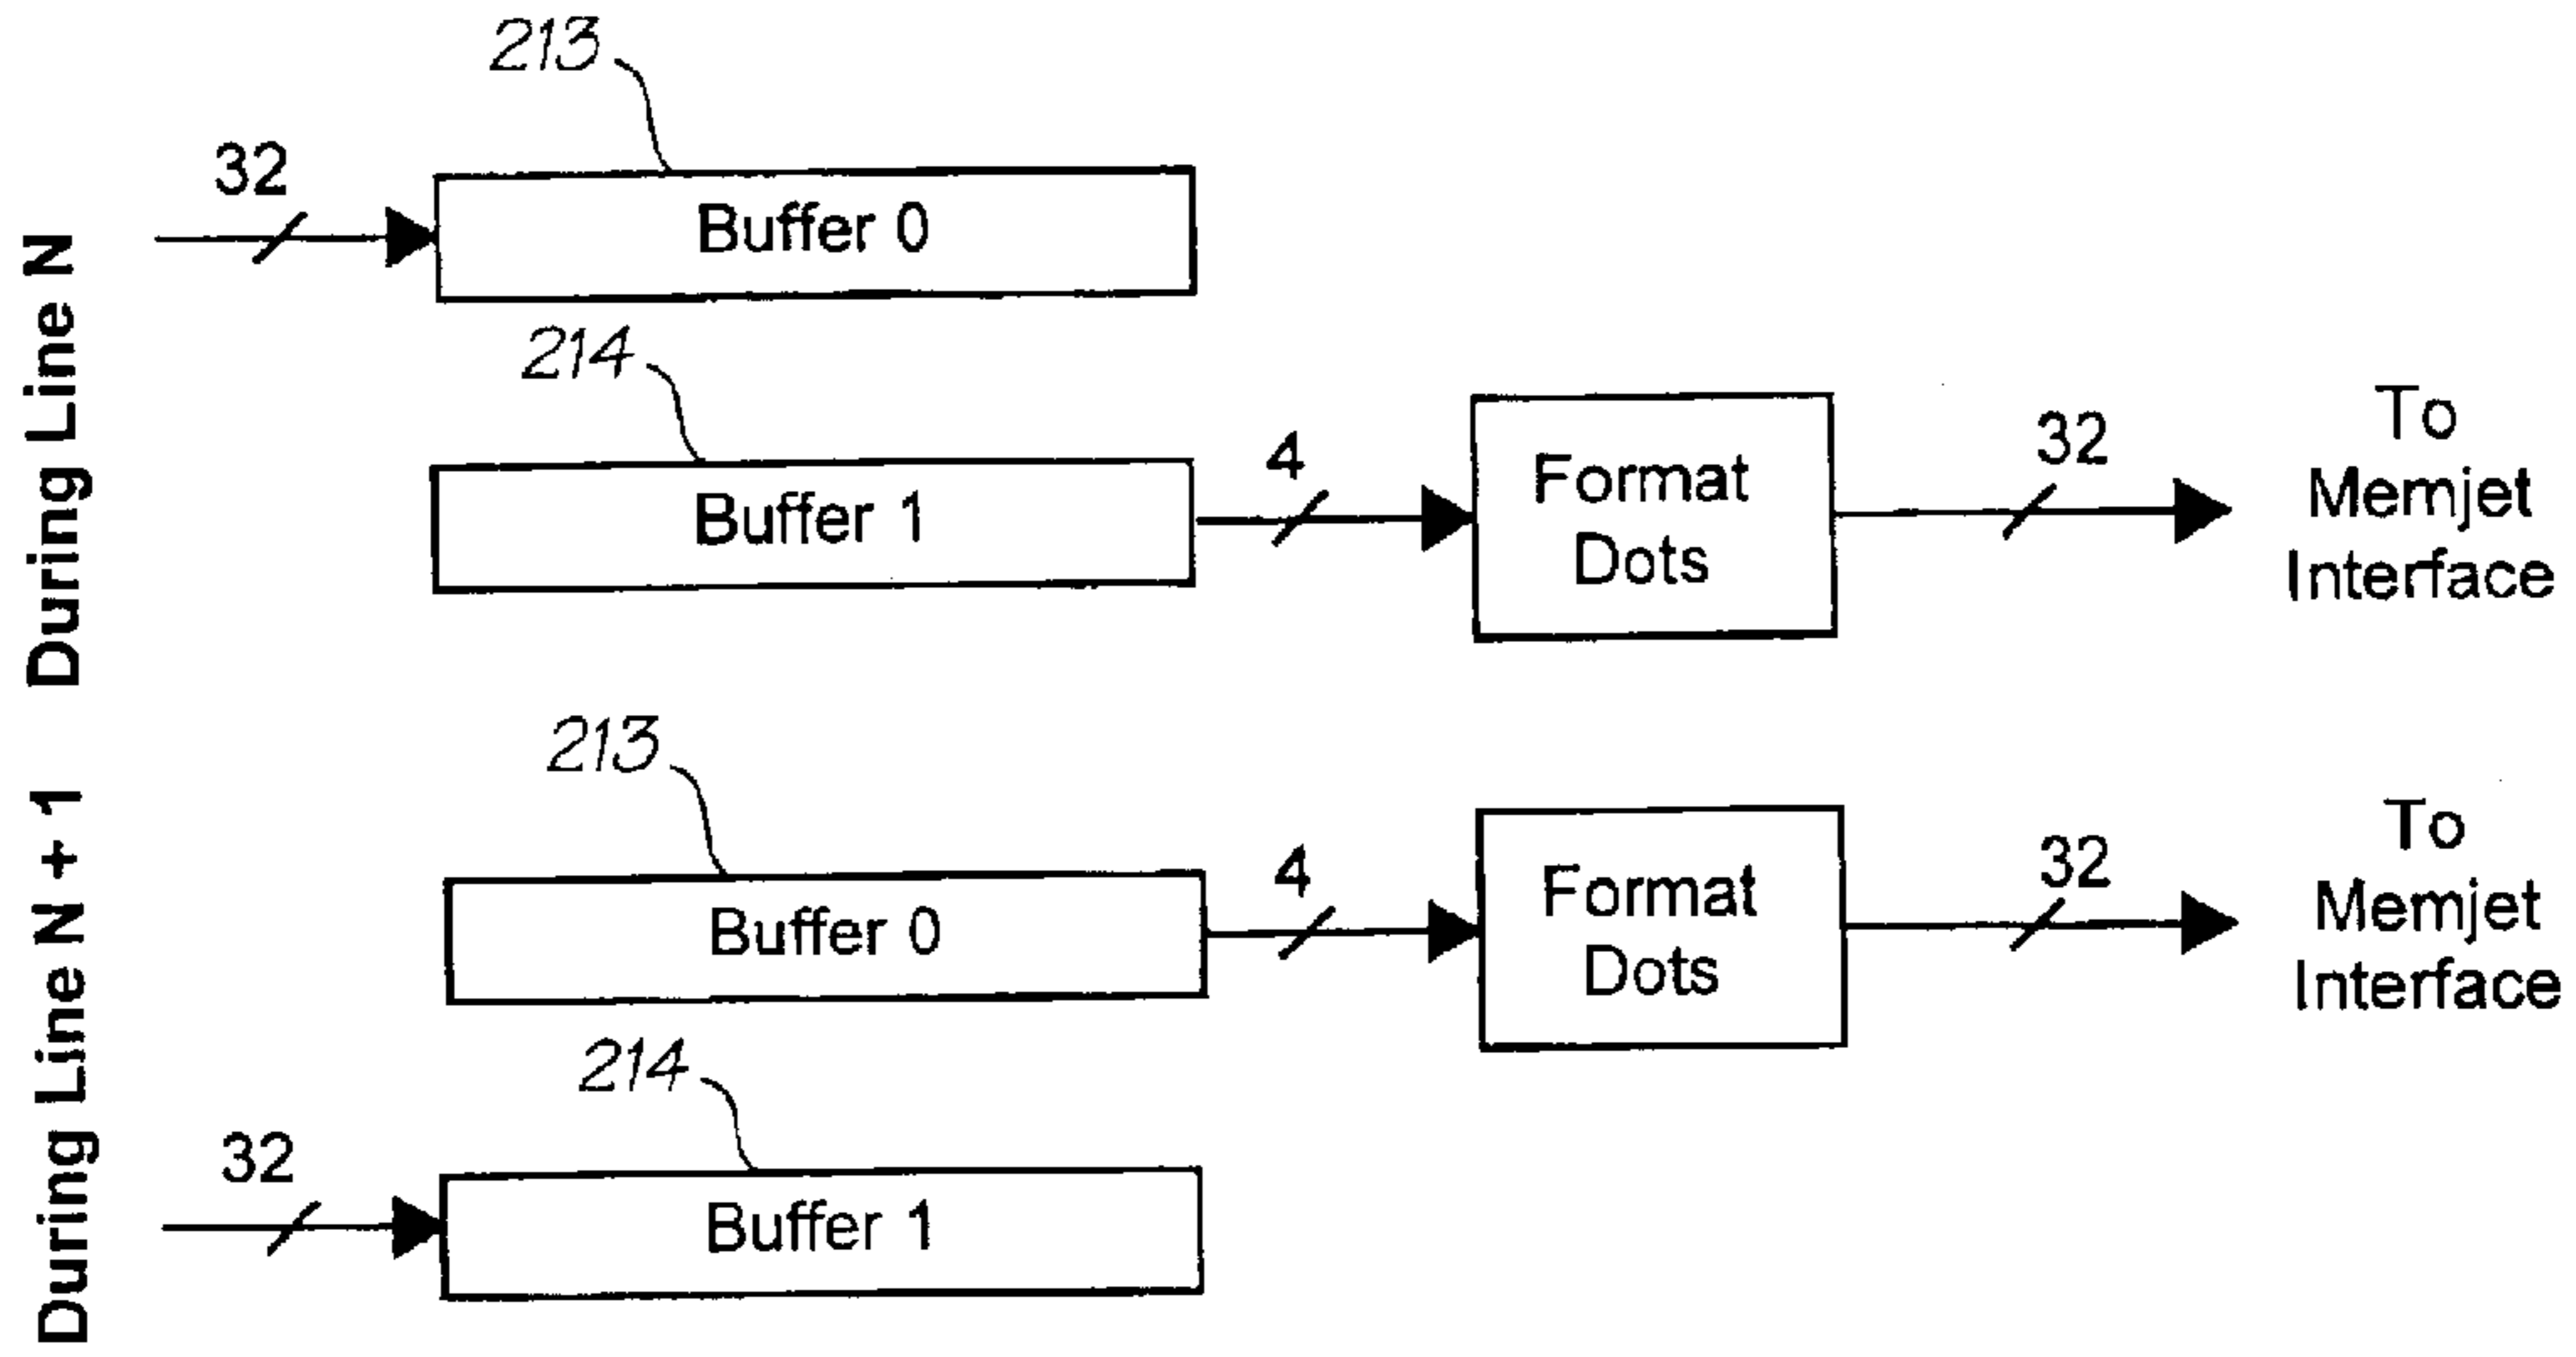 During Line N
213
32
Buffer 0
214
Buffer 1
4
Format
Dots
32
To
Memjet
Interface
During Line N + 1
213
Buffer 0
4
Format
Dots
32
To
Memjet
Interface
214
32
Buffer 1